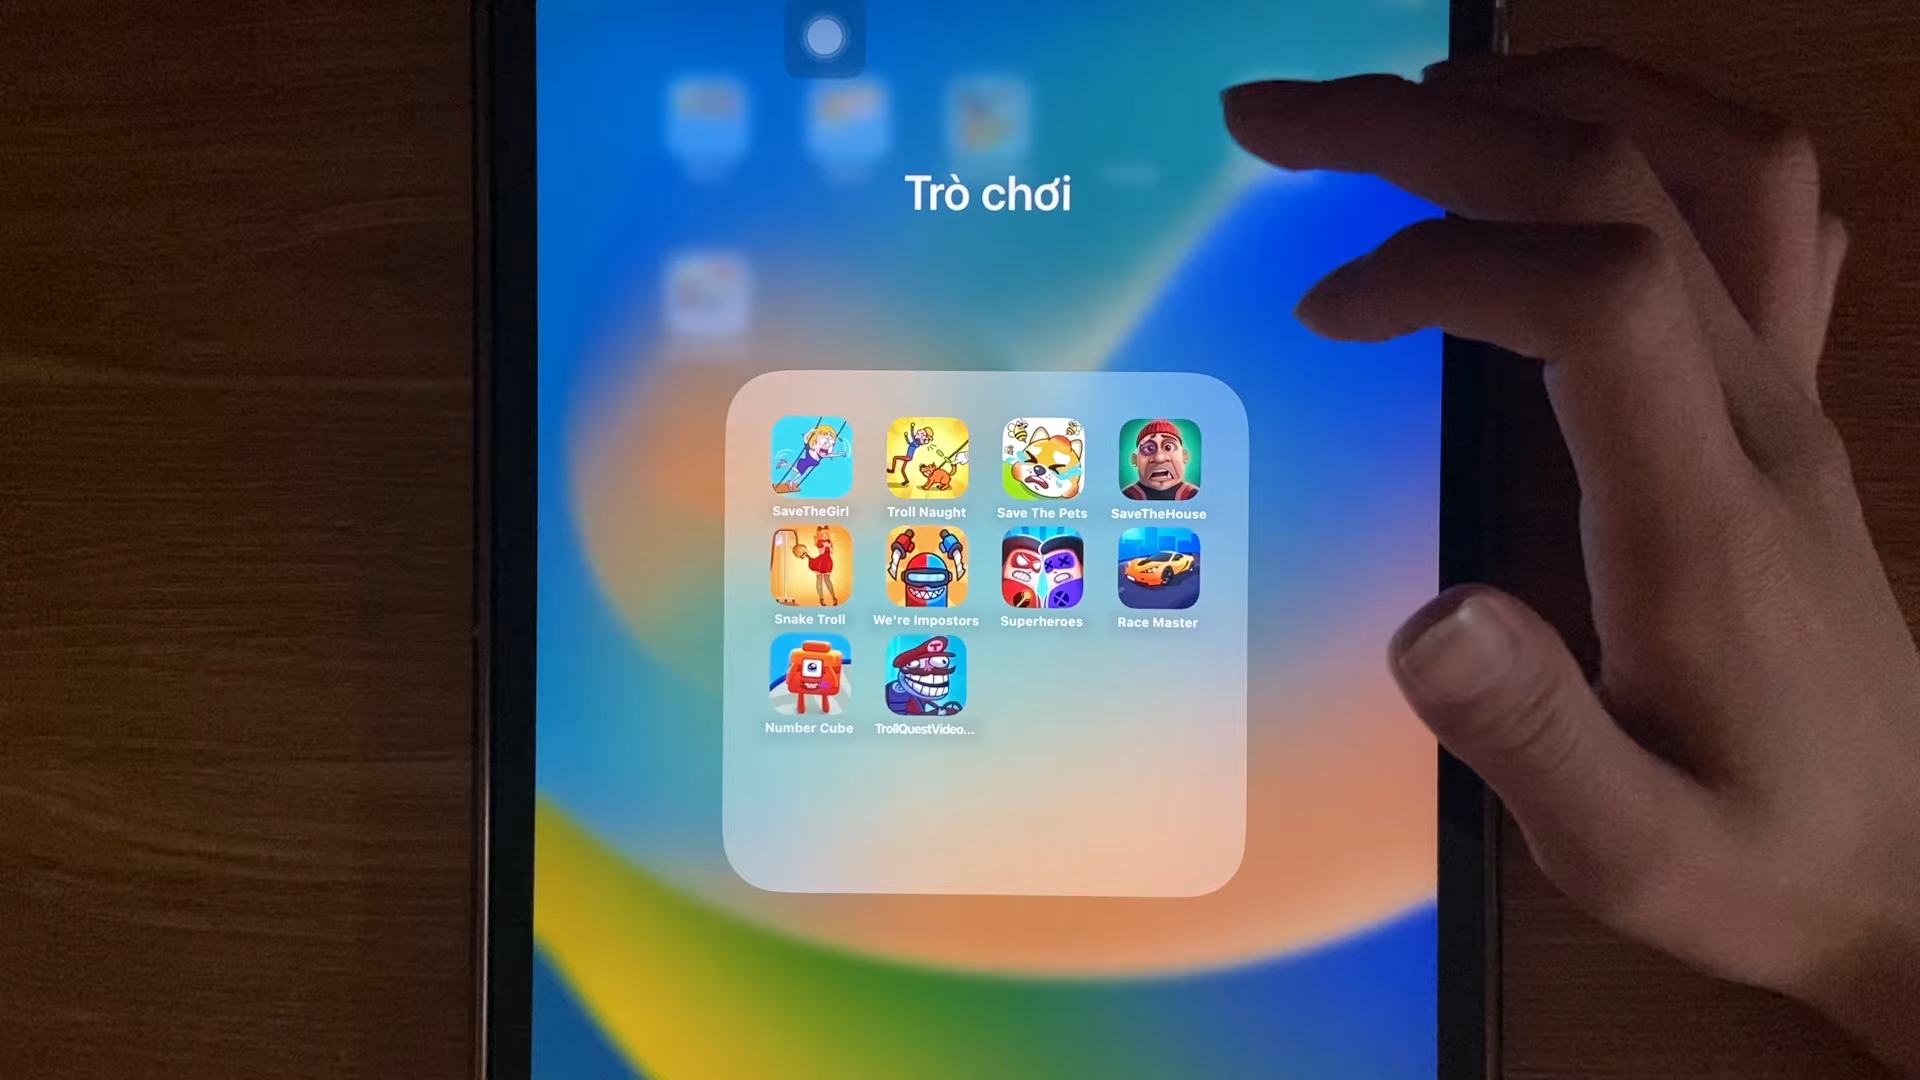 Trò chơi
SaveTheGirl
Troll Naught
Save The Pets
SaveTheHouse
Snake Troll
We're Impostors
Superheroes
Race Master
Number Cube
TrollQuestVideo...